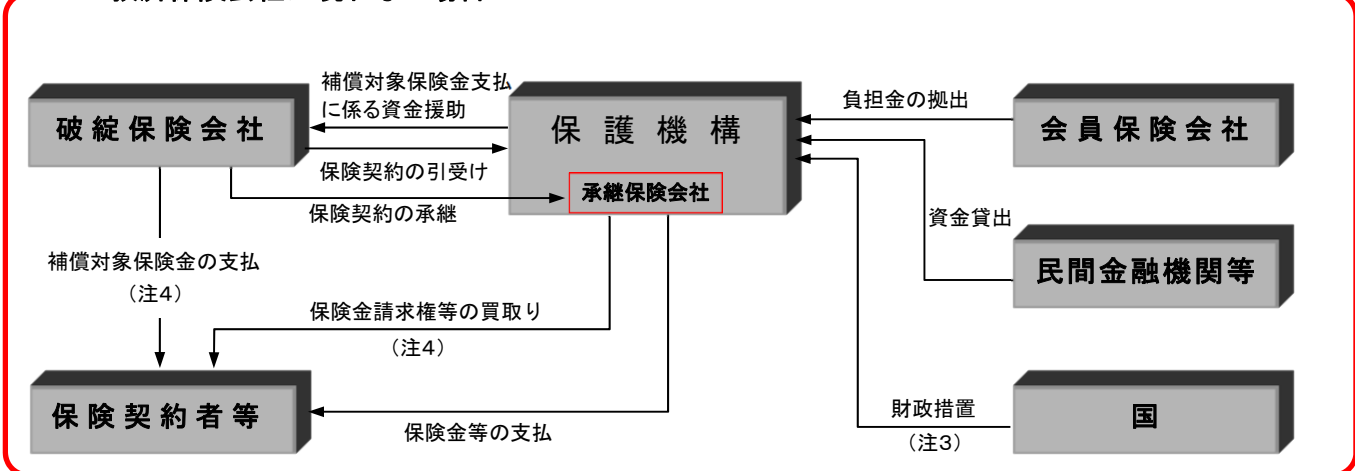 補償対象保険金支払
に係る資金援助
負担金の拠出
破綻保険会社
保護機構
会員保険会社
保険契約の引受け
承継保険会社
保険契約の承継
資金貸出
補償対象保険金の支払
（注4）
民間金融機関等
保険金請求権等の買取り
（注4）
保険契約者等
財政措置
（注3）
国
保険金等の支払